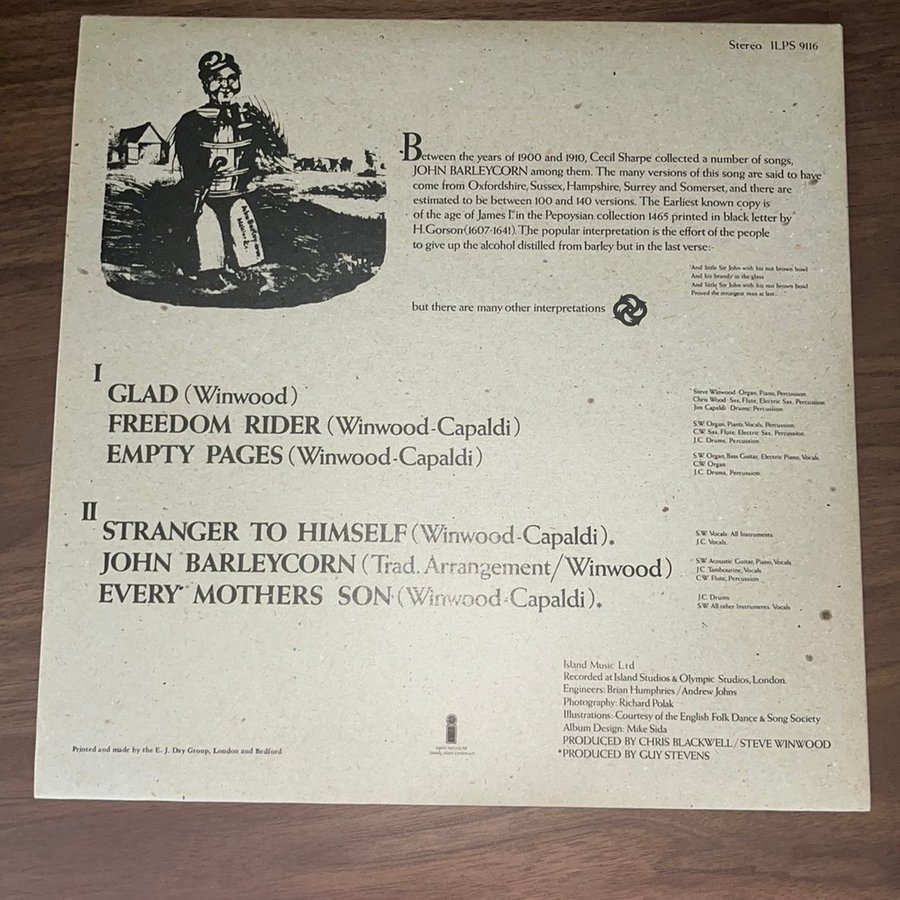 Stereo ILPS 9116
Between the years of 1900 and 1910, Cecil Sharpe collected a number of songs,
JOHN BARLEYCORN among them. The many versions of this song are said to have
come from Oxfordshire, Sussex, Hampshire, Surrey and Somerset, and there are
estimated to be between 100 and 140 versions. The Earliest known copy is
of the age of James I in the Pepoysian collection 1465 printed in black letter by
H.Gorson(1607-1641). The popular interpretation is the effort of the people
to give up the alcohol distilled from barley but in the last verse:-
"And little Sir John with his nut brown bowl
And his brandy in the glass
And little Sir John with his nut brown bowl
Proved the strongest man at last...."
but there are many other interpretations
I
GLAD (Winwood)
Steve Winwood - Organ, Piano, Percussion
Chris Wood - Sax, Flute, Electric Sax, Percussion
Jim Capaldi - Drums, Percussion
FREEDOM RIDER (Winwood-Capaldi)
S.W. Organ, Piano, Vocals, Percussion
C.W. Sax, Flute, Electric Sax, Percussion
J.C. Drums, Percussion
EMPTY PAGES (Winwood-Capaldi)
S.W. Organ, Bass Guitar, Electric Piano, Vocals
C.W. Organ
J.C. Drums, Percussion
II
STRANGER TO HIMSELF (Winwood-Capaldi).*
S.W. Vocals: All Instruments
J.C. Vocals
JOHN BARLEYCORN (Trad. Arrangement/Winwood)
S.W. Acoustic Guitar, Piano, Vocals
J.C. Tambourine, Vocals
C.W. Flute, Percussion
EVERY MOTHERS SON (Winwood-Capaldi).*
J.C. Drums
S.W. All other Instruments. Vocals
Island Music Ltd
Recorded at Island Studios & Olympic Studios, London.
Engineers: Brian Humphries/Andrew Johns
Photography: Richard Polak
Illustrations: Courtesy of the English Folk Dance & Song Society
Album Design: Mike Sida
PRODUCED BY CHRIS BLACKWELL/STEVE WINWOOD
*PRODUCED BY GUY STEVENS
Printed and made by the E. J. Day Group, London and Bedford
i